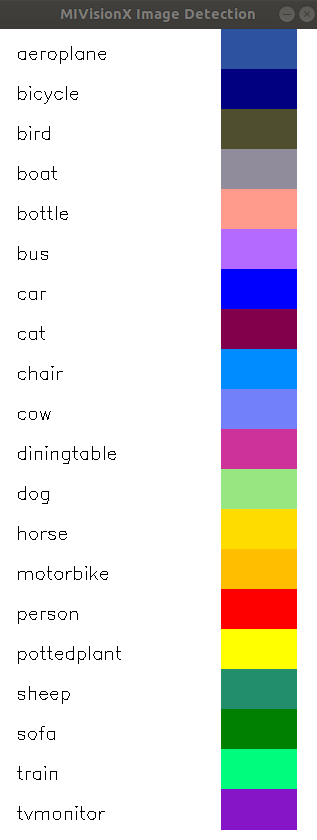 MIVisionX Image Detection
aeroplane
bicycle
bird
boat
bottle
bus
car
cat
chair
cow
diningtable
dog
horse
motorbike
person
pottedplant
sheep
sofa
train
tvmonitor